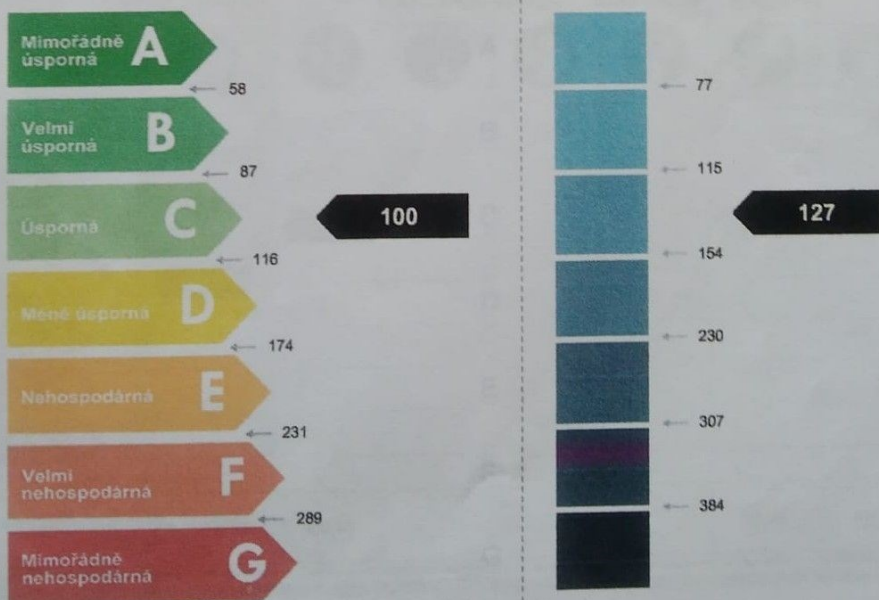 Mimořádně
úsporná
A
58
Velmi
úsporná
B
87
Úsporná
C
116
Méně úsporná
D
174
Nehospodárná
E
231
Velmi
nehospodárná
F
289
Mimořádně
nehospodárná
G
100
77
115
154
230
307
384
127